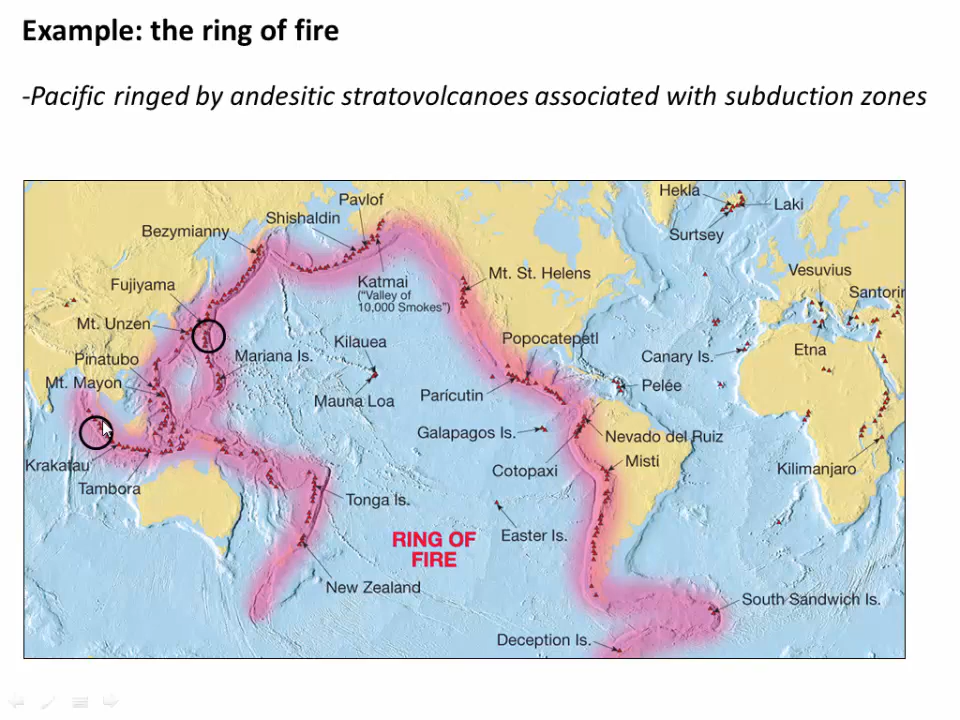 Example: the ring of fire
-Pacific ringed by andesitic stratovolcanoes associated with subduction zones
Hekla
Laki
Surtsey
Pavlof
Shishaldin
Bezymianny
Katmai
("Valley of
10,000 Smokes")
Mt. St. Helens
Vesuvius
Santorin
Fujiyama
Mt. Unzen
Kilauea
Popocatepetl
Etna
Canary Is.
Pinatubo
Mariana Is.
Mt. Mayon
Mauna Loa
Parícutin
Pelée
Galapagos Is.
Nevado del Ruiz
Krakatau
Cotopaxi
Misti
Kilimanjaro
Tambora
Tonga Is.
Easter Is.
RING OF
FIRE
New Zealand
South Sandwich Is.
Deception Is.